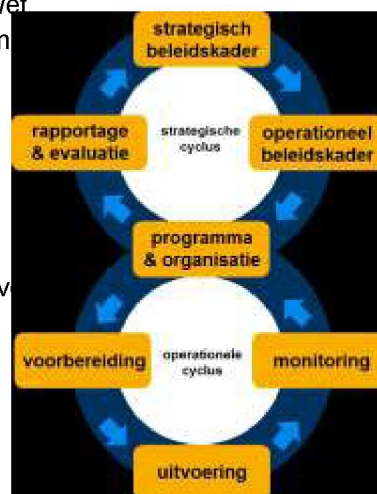 strategisch
beleidskader
rapportage
& evaluatie
strategische
cyclus
operationeel
beleidskader
programma
& organisatie
voorbereiding
operationele
cyclus
monitoring
uitvoering